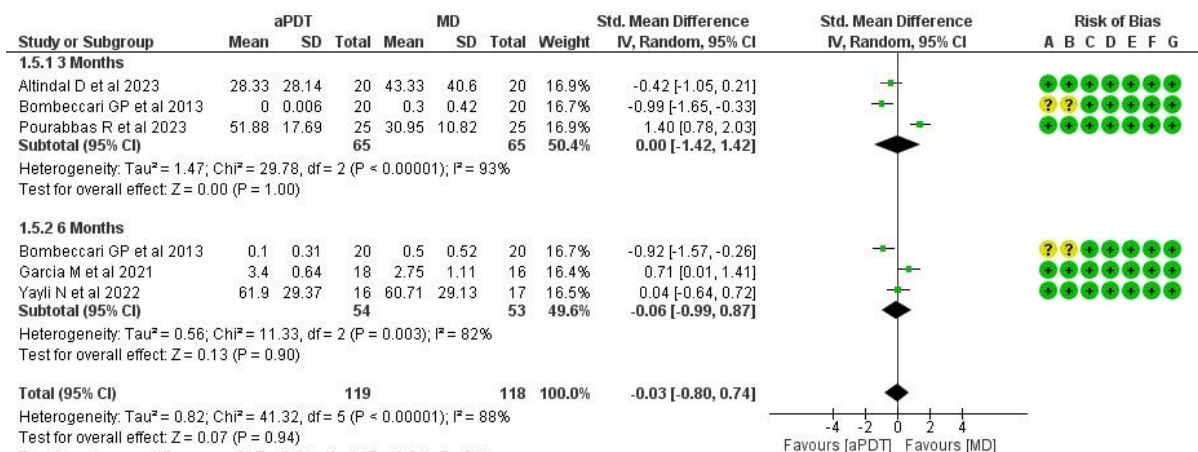 aPDT MD Std. Mean Difference Std. Mean Difference Risk of Bias
Study or Subgroup Mean SD Total Mean SD Total Weight IV, Random, 95% CI IV, Random, 95% CI A B C D E F G
1.5.1 3 Months
Altindal D et al 2023 28.33 28.14 20 43.33 40.6 20 16.9% -0.42 [-1.05, 0.21] + + + + + + +
Bombeccari GP et al 2013 0 0.006 20 0.3 0.42 20 16.7% -0.99 [-1.65, -0.33] ? ? + + + + +
Pourabbas R et al 2023 51.88 17.69 25 30.95 10.82 25 16.9% 1.40 [0.78, 2.03] + + + + + + +
Subtotal (95% CI) 65 65 50.4% 0.00 [-1.42, 1.42]
Heterogeneity: Tau² = 1.47; Chi² = 29.78, df = 2 (P < 0.00001); I² = 93%
Test for overall effect: Z = 0.00 (P = 1.00)
1.5.2 6 Months
Bombeccari GP et al 2013 0.1 0.31 20 0.5 0.52 20 16.7% -0.92 [-1.57, -0.26] ? ? + + + + +
Garcia M et al 2021 3.4 0.64 18 2.75 1.11 16 16.4% 0.71 [0.01, 1.41] + + + + + + +
Yayli N et al 2022 61.9 29.37 16 60.71 29.13 17 16.5% 0.04 [-0.64, 0.72] + + + + + + +
Subtotal (95% CI) 54 53 49.6% -0.06 [-0.99, 0.87]
Heterogeneity: Tau² = 0.56; Chi² = 11.33, df = 2 (P = 0.003); I² = 82%
Test for overall effect: Z = 0.13 (P = 0.90)
Total (95% CI) 119 118 100.0% -0.03 [-0.80, 0.74]
Heterogeneity: Tau² = 0.82; Chi² = 41.32, df = 5 (P < 0.00001); I² = 88%
Test for overall effect: Z = 0.07 (P = 0.94)
-4 -2 0 2 4
Favours [aPDT] Favours [MD]